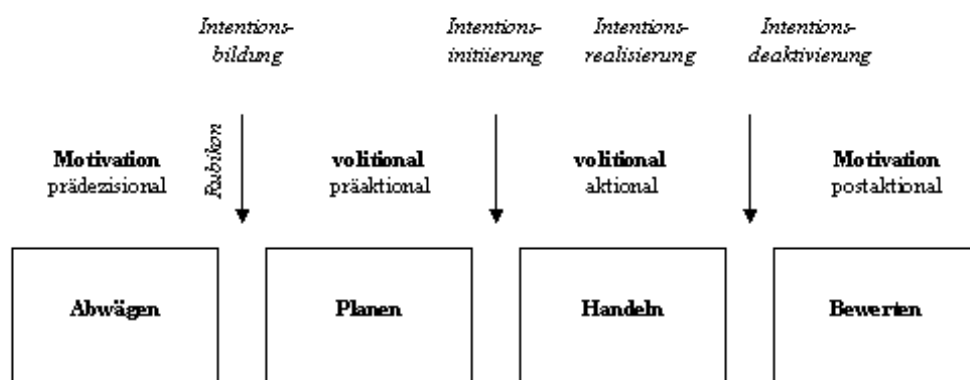 Intentions-
bildung
Intentions-
initiierung
Intentions-
realisierung
Intentions-
deaktivierung
Rubikon
Motivation
prädezisional
volitional
präaktional
volitional
aktional
Motivation
postaktional
Abwägen
Planen
Handeln
Bewerten